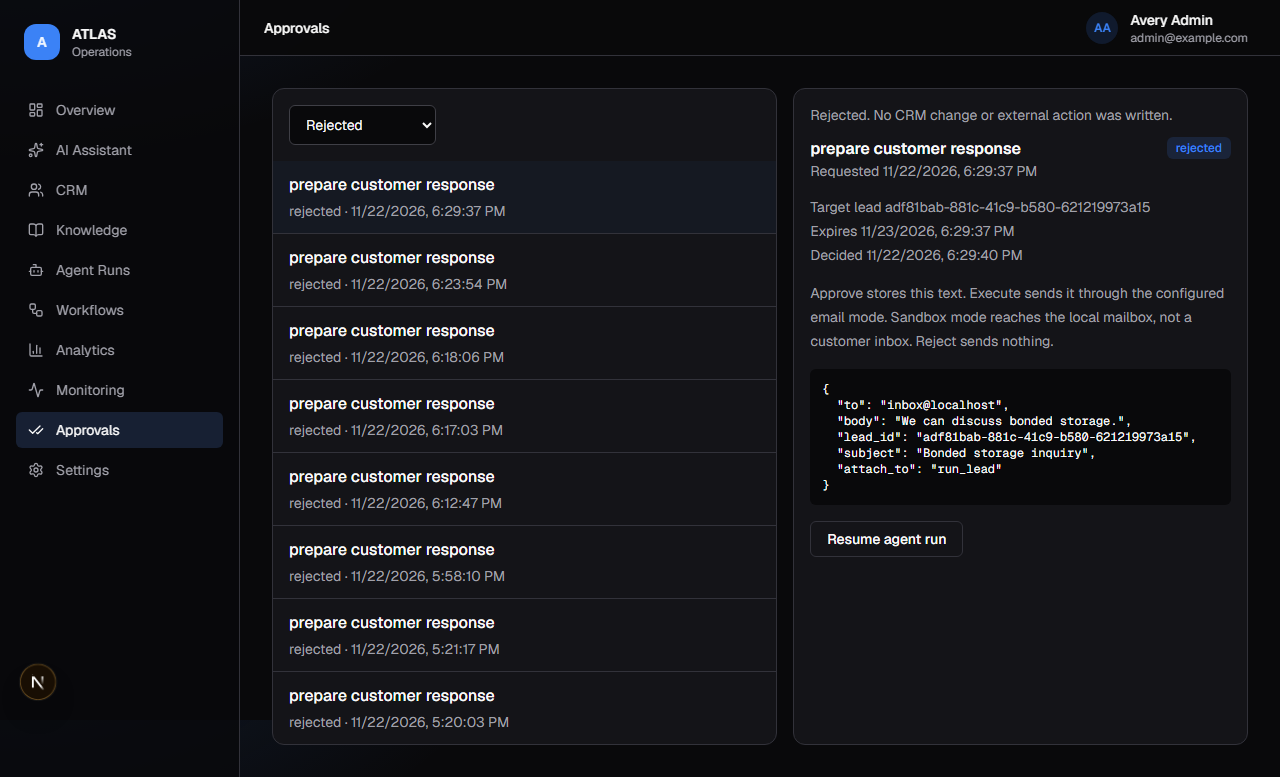 A
ATLAS
Operations
Overview
AI Assistant
CRM
Knowledge
Agent Runs
Workflows
Analytics
Monitoring
Approvals
Settings
N
Approvals
AA
Avery Admin
admin@example.com
Rejected
prepare customer response
rejected · 11/22/2026, 6:29:37 PM
prepare customer response
rejected · 11/22/2026, 6:23:54 PM
prepare customer response
rejected · 11/22/2026, 6:18:06 PM
prepare customer response
rejected · 11/22/2026, 6:17:03 PM
prepare customer response
rejected · 11/22/2026, 6:12:47 PM
prepare customer response
rejected · 11/22/2026, 5:58:10 PM
prepare customer response
rejected · 11/22/2026, 5:21:17 PM
prepare customer response
rejected · 11/22/2026, 5:20:03 PM
Rejected. No CRM change or external action was written.
prepare customer response
rejected
Requested 11/22/2026, 6:29:37 PM
Target lead adf81bab-881c-41c9-b580-621219973a15
Expires 11/23/2026, 6:29:37 PM
Decided 11/22/2026, 6:29:40 PM
Approve stores this text. Execute sends it through the configured
email mode. Sandbox mode reaches the local mailbox, not a
customer inbox. Reject sends nothing.
{
"to": "inbox@localhost",
"body": "We can discuss bonded storage.",
"lead_id": "adf81bab-881c-41c9-b580-621219973a15",
"subject": "Bonded storage inquiry",
"attach_to": "run_lead"
}
Resume agent run